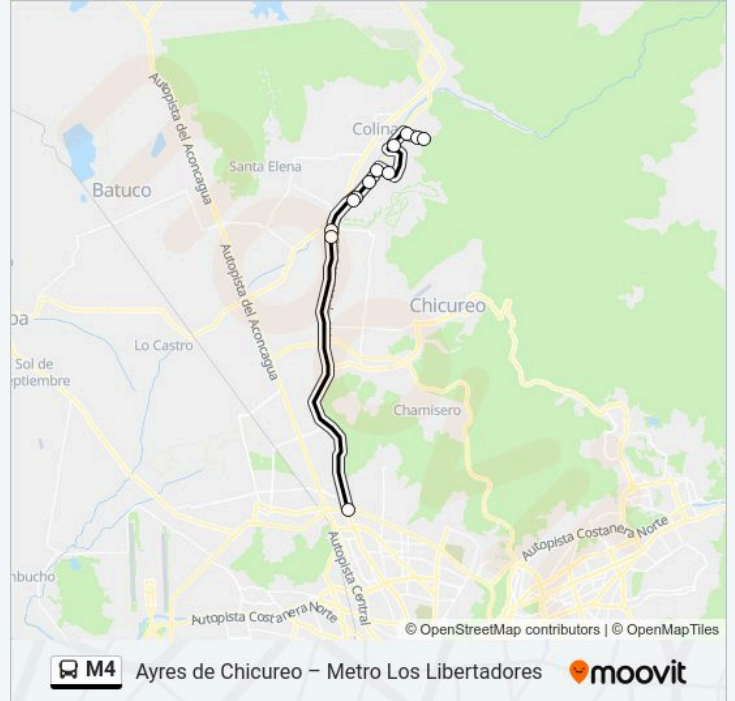 Autopista del Aconcagua
Colina
Santa Elena
Batuco
Autopista del Aconcagua
Chicureo
ba
Lo Castro
Sol de
eptiembre
Chamisero
Autopista Costanera Norte
Autopista Central
nbucho
Autopista Costanera Norte
© OpenStreetMap contributors | © OpenMapTiles
M4 Ayres de Chicureo – Metro Los Libertadores moovit